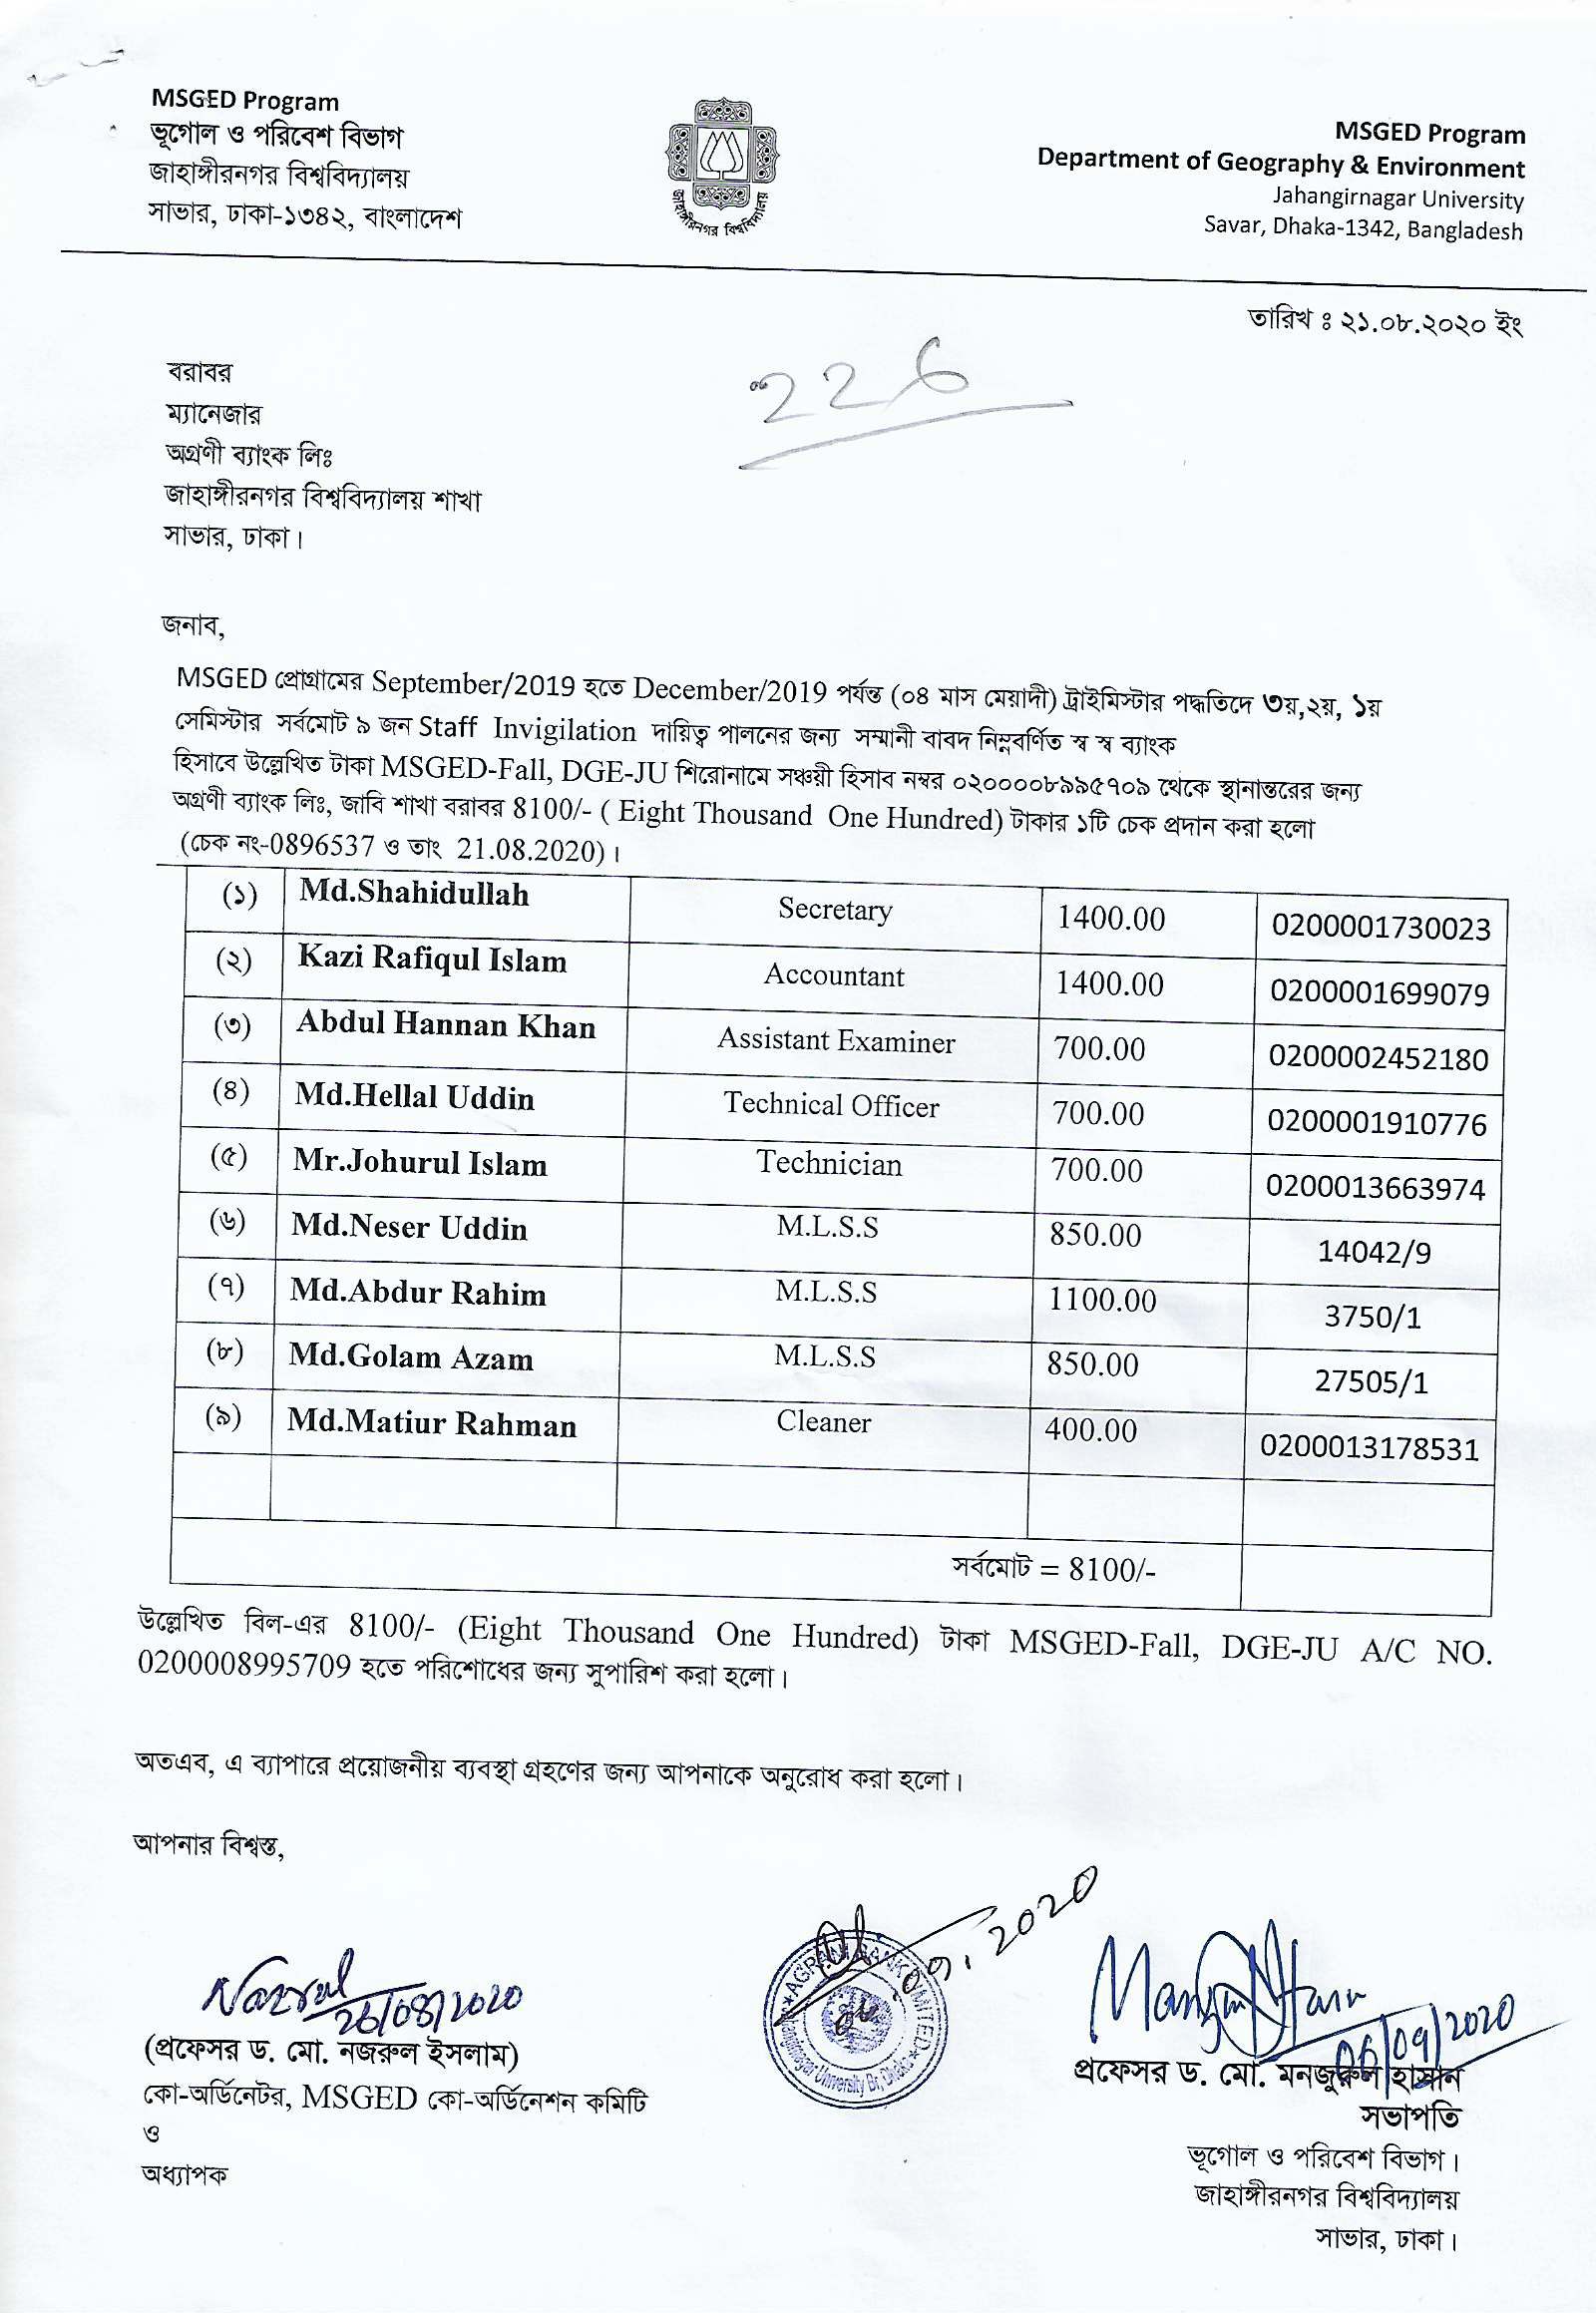 MSGED Program
ভূগোল ও পরিবেশ বিভাগ
জাহাঙ্গীরনগর বিশ্ববিদ্যালয়
সাভার, ঢাকা-১৩৪২, বাংলাদেশ
জাহাঙ্গীরনগর বিশ্ববিদ্যালয়
MSGED Program
Department of Geography & Environment
Jahangirnagar University
Savar, Dhaka-1342, Bangladesh
তারিখ ঃ ২১.০৮.২০২০ ইং
226
বরাবর
ম্যানেজার
অগ্রণী ব্যাংক লিঃ
জাহাঙ্গীরনগর বিশ্ববিদ্যালয় শাখা
সাভার, ঢাকা।
জনাব,
MSGED প্রোগ্রামের September/2019 হতে December/2019 পর্যন্ত (০৪ মাস মেয়াদী) ট্রাইমিস্টার পদ্ধতিদে ৩য়,২য়, ১য়
সেমিস্টার সর্বমোট ৯ জন Staff Invigilation দায়িত্ব পালনের জন্য সম্মানী বাবদ নিম্নবর্ণিত স্ব স্ব ব্যাংক
হিসাবে উল্লেখিত টাকা MSGED-Fall, DGE-JU শিরোনামে সঞ্চয়ী হিসাব নম্বর ০২০০০০৮৯৯৫৭০৯ থেকে স্থানান্তরের জন্য
অগ্রণী ব্যাংক লিঃ, জাবি শাখা বরাবর 8100/- ( Eight Thousand One Hundred) টাকার ১টি চেক প্রদান করা হলো
(চেক নং-0896537 ও তাং 21.08.2020)।
(১) Md.Shahidullah Secretary 1400.00 0200001730023
(২) Kazi Rafiqul Islam Accountant 1400.00 0200001699079
(৩) Abdul Hannan Khan Assistant Examiner 700.00 0200002452180
(৪) Md.Hellal Uddin Technical Officer 700.00 0200001910776
(৫) Mr.Johurul Islam Technician 700.00 0200013663974
(৬) Md.Neser Uddin M.L.S.S 850.00 14042/9
(৭) Md.Abdur Rahim M.L.S.S 1100.00 3750/1
(৮) Md.Golam Azam M.L.S.S 850.00 27505/1
(৯) Md.Matiur Rahman Cleaner 400.00 0200013178531
সর্বমোট = 8100/-
উল্লেখিত বিল-এর 8100/- (Eight Thousand One Hundred) টাকা MSGED-Fall, DGE-JU A/C NO.
0200008995709 হতে পরিশোধের জন্য সুপারিশ করা হলো।
অতএব, এ ব্যাপারে প্রয়োজনীয় ব্যবস্থা গ্রহণের জন্য আপনাকে অনুরোধ করা হলো।
আপনার বিশ্বস্ত,
Nazrul
26/08/2020
(প্রফেসর ড. মো. নজরুল ইসলাম)
কো-অর্ডিনেটর, MSGED কো-অর্ডিনেশন কমিটি
ও
অধ্যাপক
AGRANI BANK LIMITED
Jahangirnagar University Br, Dhaka
09.2020
06/09/2020
প্রফেসর ড. মো. মনজুরুল হাসান
সভাপতি
ভূগোল ও পরিবেশ বিভাগ।
জাহাঙ্গীরনগর বিশ্ববিদ্যালয়
সাভার, ঢাকা।